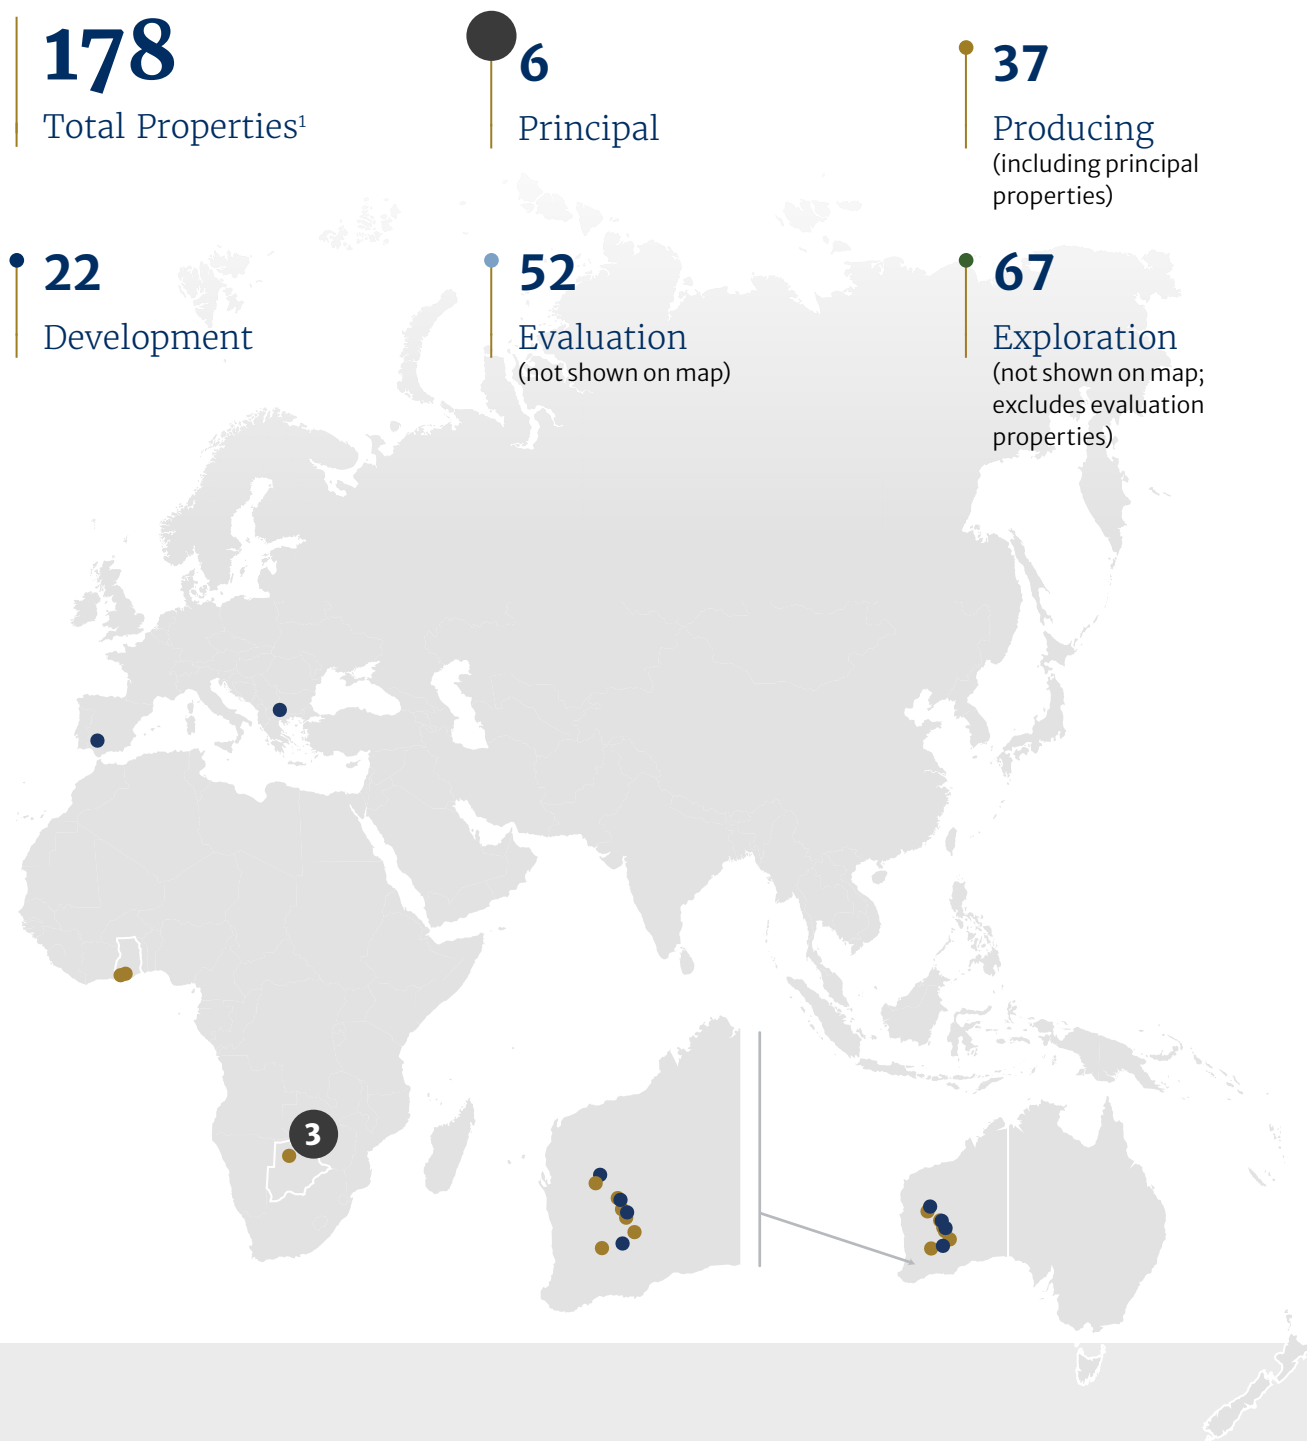 178
Total Properties¹
6
Principal
37
Producing
(including principal
properties)
22
Development
52
Evaluation
(not shown on map)
67
Exploration
(not shown on map;
excludes evaluation
properties)
3